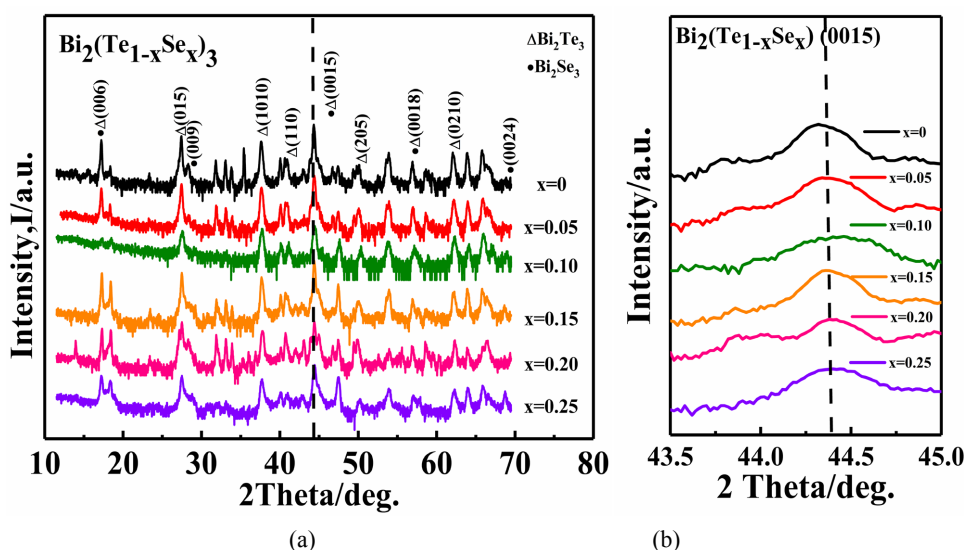 Bi2(Te1-xSex)3
ΔBi2Te3
•Bi2Se3
•Δ(006)
Δ(015)
•(009)
Δ(1010)
Δ(110)
•Δ(0015)
Δ(205)
•Δ(0018)
Δ(0210)
•(0024)
x=0
x=0.05
x=0.10
x=0.15
x=0.20
x=0.25
Intensity,I/a.u.
10 20 30 40 50 60 70 80
2Theta/deg.
(a)
Bi2(Te1-xSex) (0015)
x=0
x=0.05
x=0.10
x=0.15
x=0.20
x=0.25
Intensity/a.u.
43.5 44.0 44.5 45.0
2 Theta/deg.
(b)